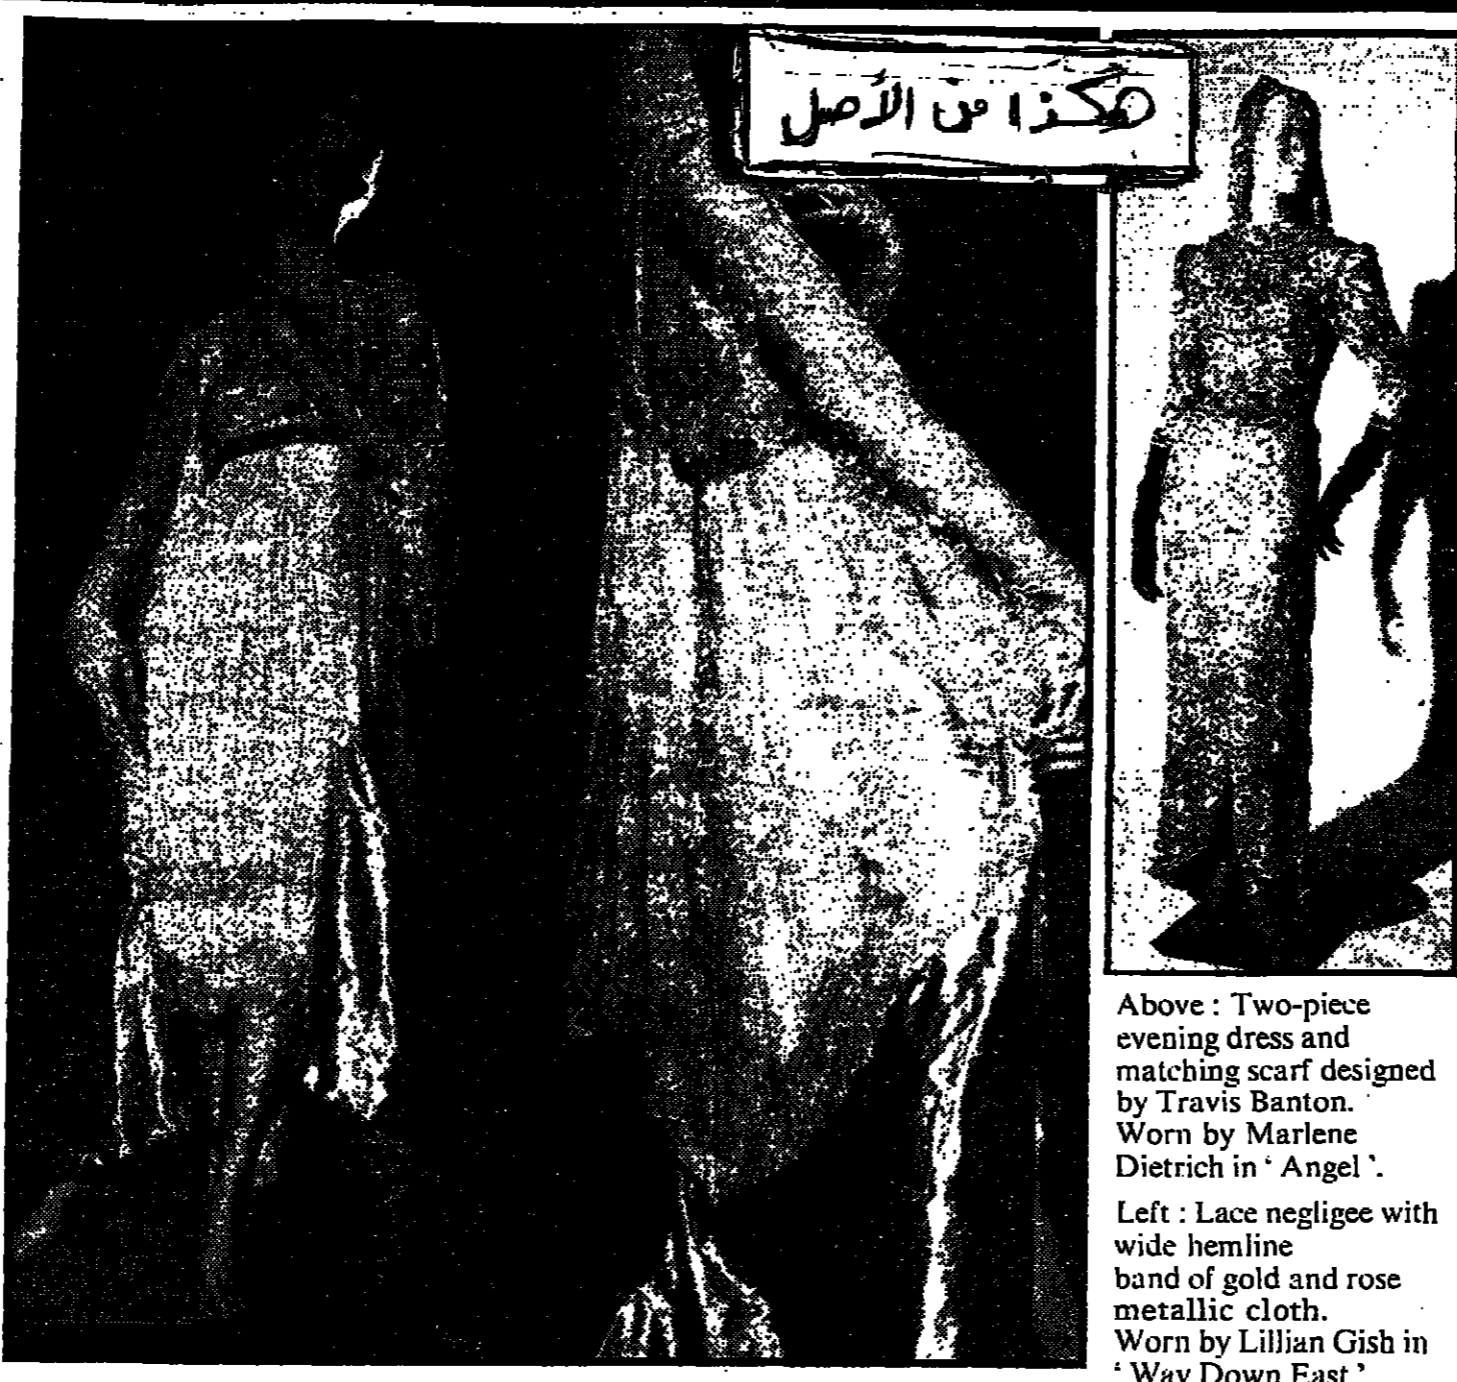 هكذا من الأصل
Above : Two-piece
evening dress and
matching scarf designed
by Travis Banton.
Worn by Marlene
Dietrich in ‘ Angel ’.
Left : Lace negligee with
wide hemline
band of gold and rose
metallic cloth.
Worn by Lillian Gish in
‘ Way Down East ’